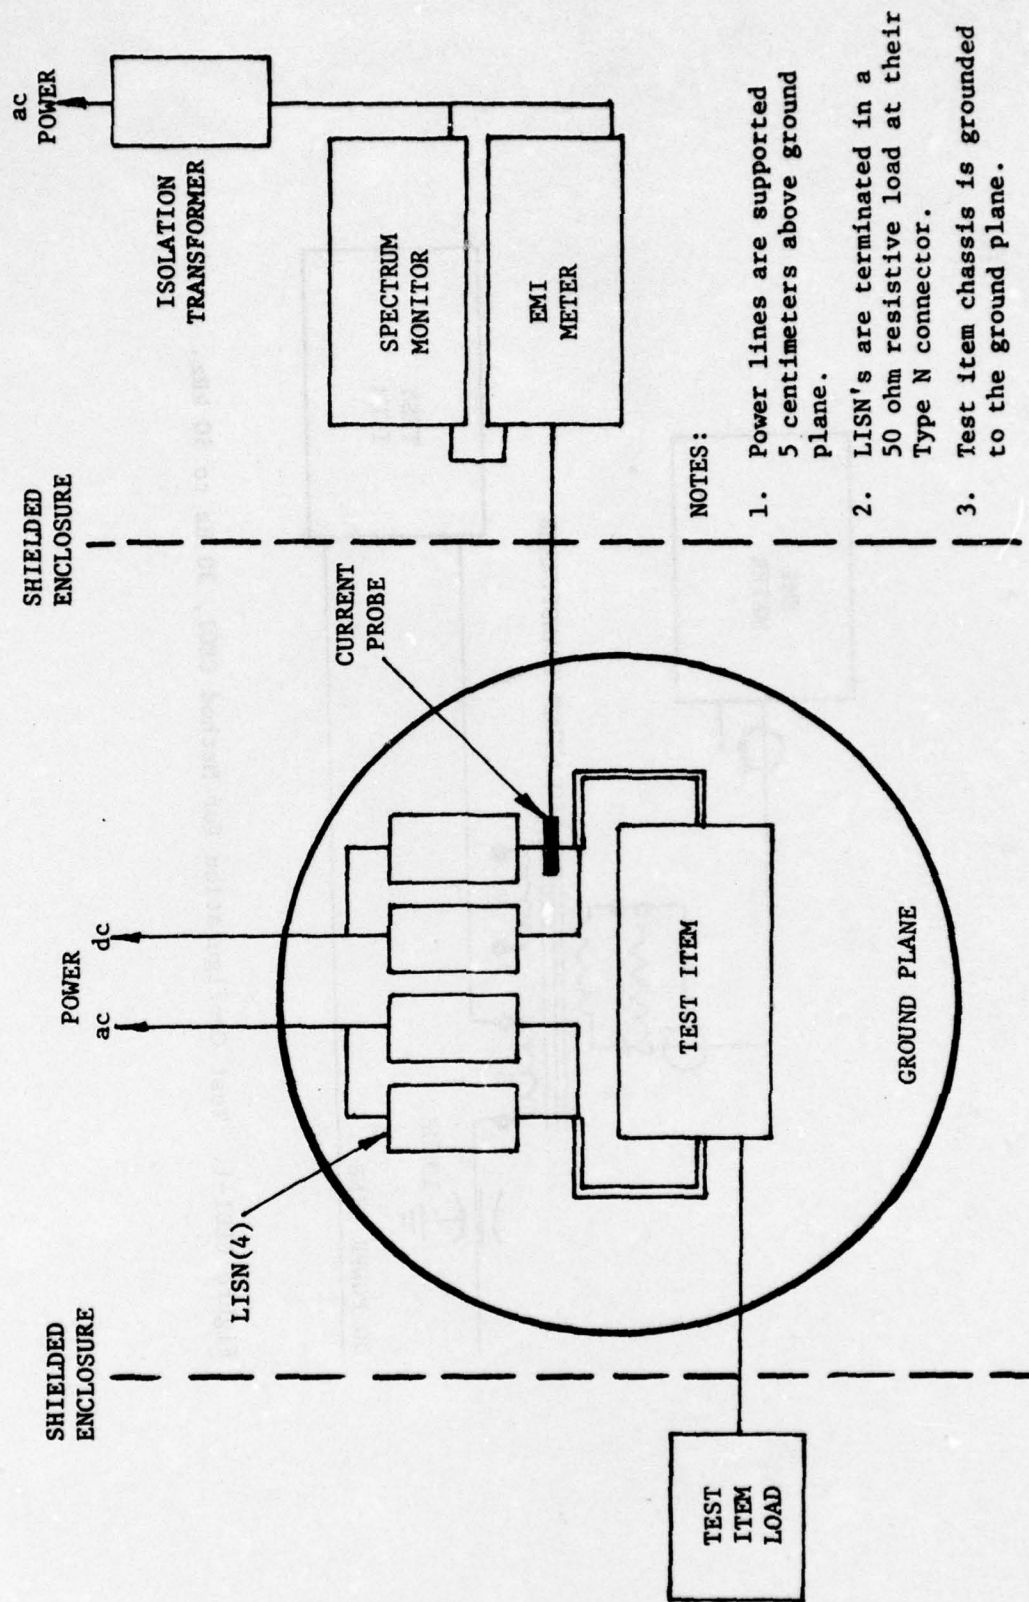 SHIELDED
ENCLOSURE
SHIELDED
ENCLOSURE
POWER
ac
dc
ac
POWER
ISOLATION
TRANSFORMER
LISN(4)
CURRENT
PROBE
SPECTRUM
MONITOR
EMI
METER
TEST
ITEM
LOAD
TEST ITEM
GROUND PLANE
NOTES:
1. Power lines are supported
5 centimeters above ground
plane.
2. LISN's are terminated in a
50 ohm resistive load at their
Type N connector.
3. Test item chassis is grounded
to the ground plane.